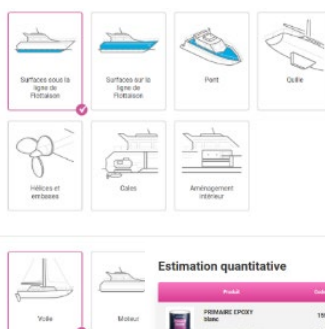 Surfaces sous la
ligne de
Flottaison
Surfaces sur la
ligne de
Flottaison
Pont
Quille
Hélices et
embases
Cales
Aménagement
intérieur
Voile
Moteur
Estimation quantitative
Produit
PRIMAIRE EPOXY
blanc